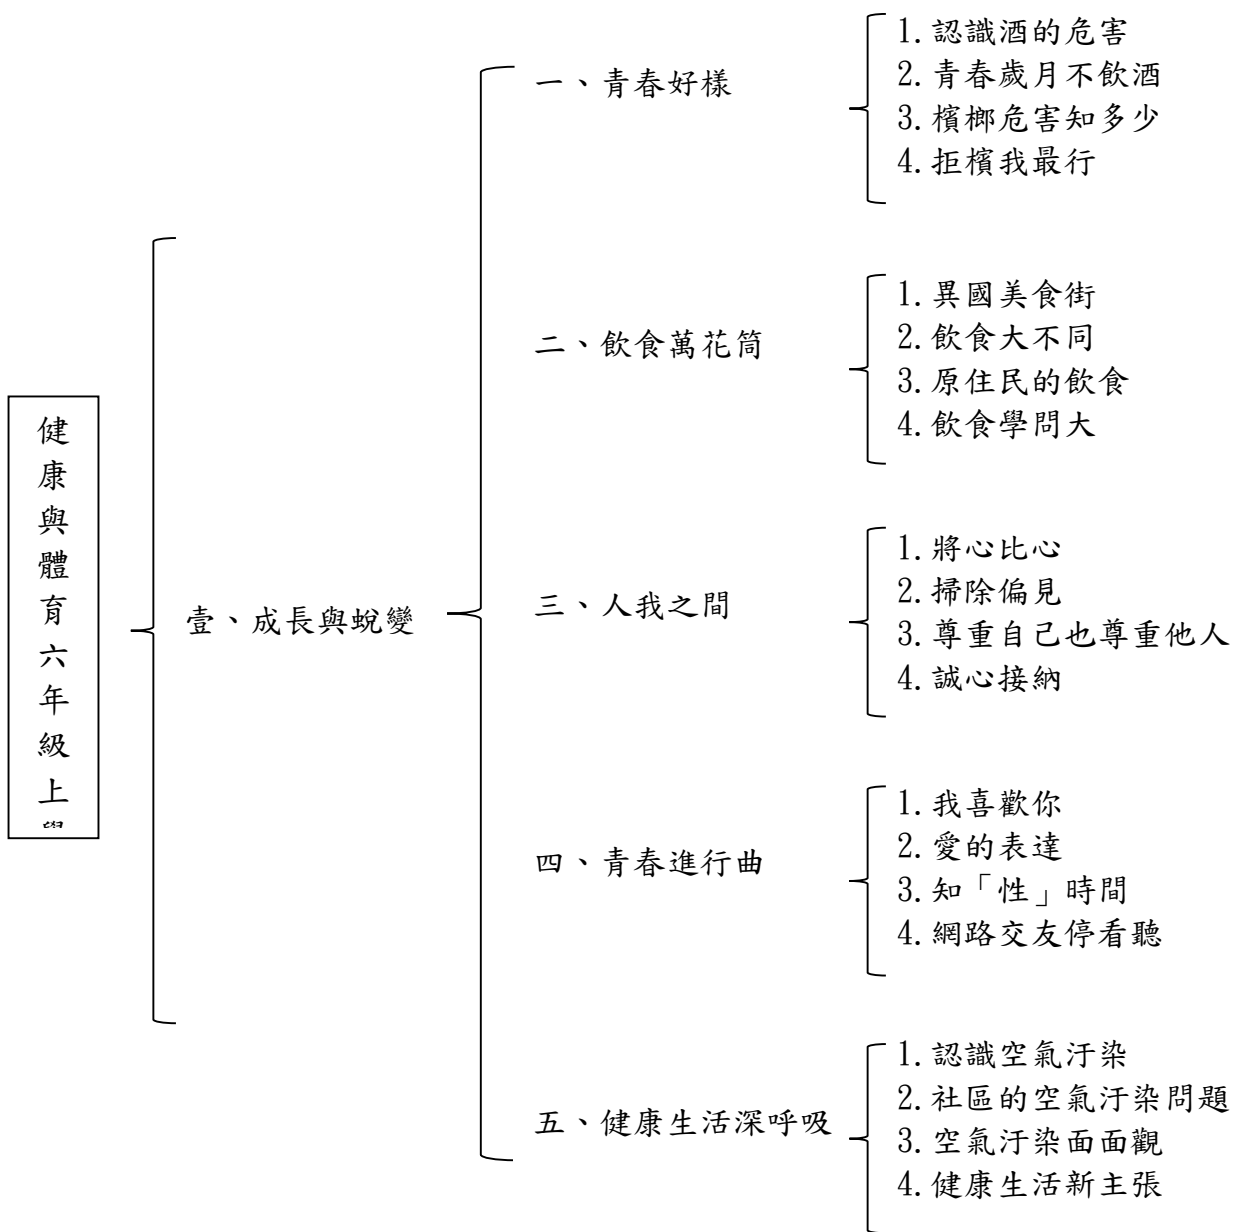 健康與體育六年級上
壹、成長與蛻變
一、青春好樣
1.認識酒的危害
2.青春歲月不飲酒
3.檳榔危害知多少
4.拒檳我最行
二、飲食萬花筒
1.異國美食街
2.飲食大不同
3.原住民的飲食
4.飲食學問大
三、人我之間
1.將心比心
2.掃除偏見
3.尊重自己也尊重他人
4.誠心接納
四、青春進行曲
1.我喜歡你
2.愛的表達
3.知「性」時間
4.網路交友停看聽
五、健康生活深呼吸
1.認識空氣汙染
2.社區的空氣汙染問題
3.空氣汙染面面觀
4.健康生活新主張